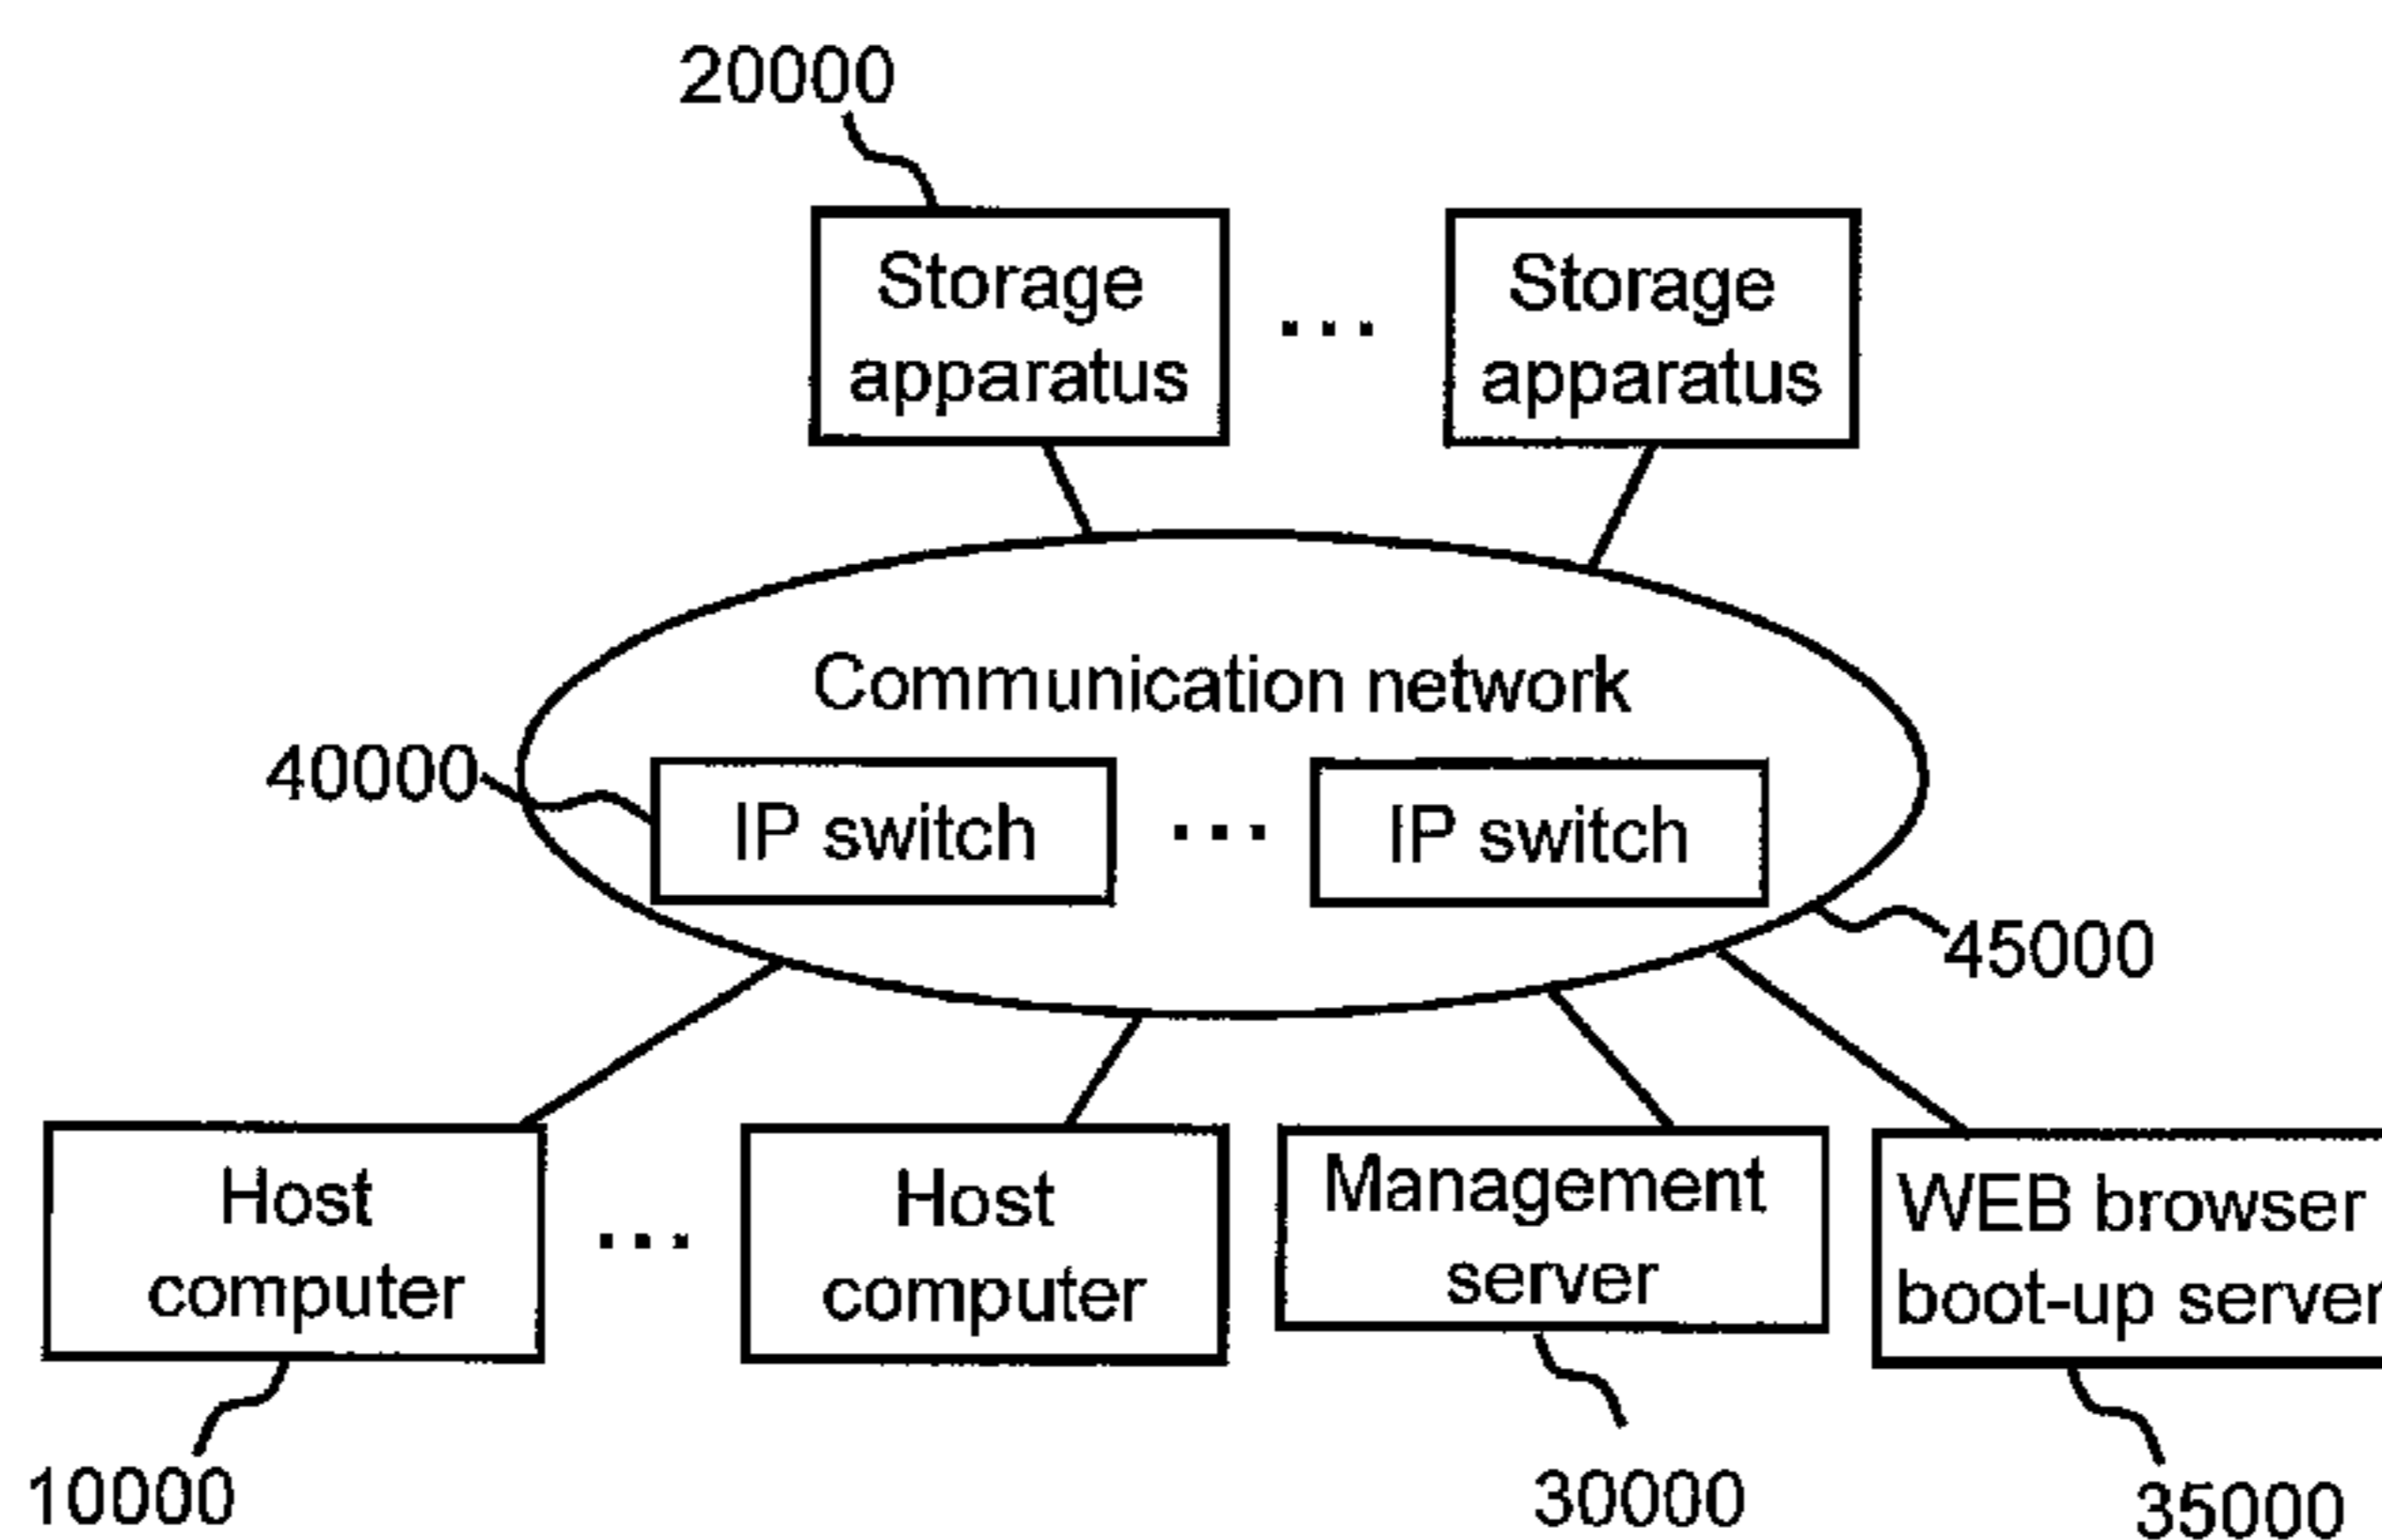 20000
Storage
apparatus
...
Storage
apparatus
Communication network
40000
IP switch
...
IP switch
45000
Host
computer
...
Host
computer
Management
server
WEB browser
boot-up server
10000
30000
35000